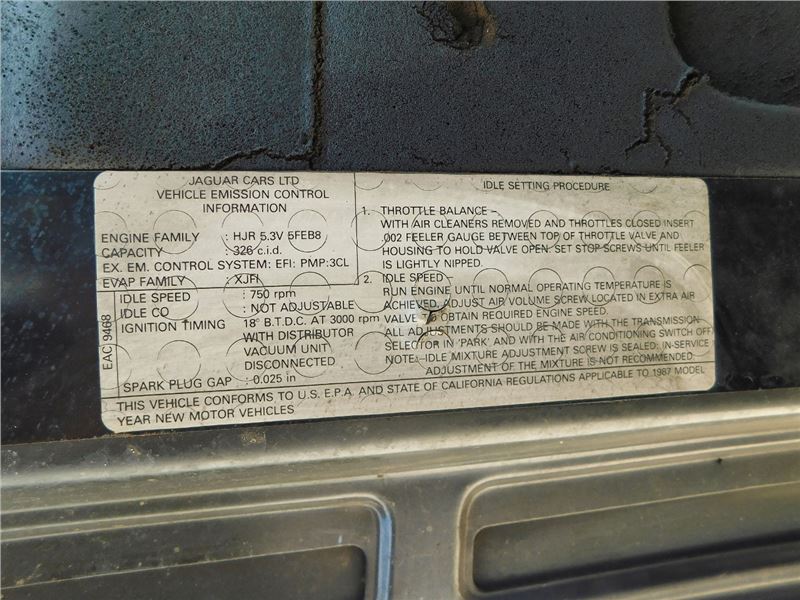 JAGUAR CARS LTD
VEHICLE EMISSION CONTROL
INFORMATION
ENGINE FAMILY : HJR 5.3V 5FEB8
CAPACITY : 326 c.i.d.
EX. EM. CONTROL SYSTEM: EFI: PMP:3CL
EVAP FAMILY : XJFI
EAC 9468
IDLE SPEED : 750 rpm
IDLE CO : NOT ADJUSTABLE
IGNITION TIMING 18° B.T.D.C. AT 3000 rpm
WITH DISTRIBUTOR
VACUUM UNIT
DISCONNECTED
SPARK PLUG GAP : 0.025 in
IDLE SETTING PROCEDURE
1. THROTTLE BALANCE –
WITH AIR CLEANERS REMOVED AND THROTTLES CLOSED INSERT
.002 FEELER GAUGE BETWEEN TOP OF THROTTLE VALVE AND
HOUSING TO HOLD VALVE OPEN. SET STOP SCREWS UNTIL FEELER
IS LIGHTLY NIPPED.
2. IDLE SPEED –
RUN ENGINE UNTIL NORMAL OPERATING TEMPERATURE IS
ACHIEVED. ADJUST AIR VOLUME SCREW LOCATED IN EXTRA AIR
VALVE TO OBTAIN REQUIRED ENGINE SPEED.
ALL ADJUSTMENTS SHOULD BE MADE WITH THE TRANSMISSION
SELECTOR IN 'PARK' AND WITH THE AIR CONDITIONING SWITCH OFF
NOTE:- IDLE MIXTURE ADJUSTMENT SCREW IS SEALED: IN-SERVICE
ADJUSTMENT OF THE MIXTURE IS NOT RECOMMENDED.
THIS VEHICLE CONFORMS TO U.S. E.P.A. AND STATE OF CALIFORNIA REGULATIONS APPLICABLE TO 1987 MODEL
YEAR NEW MOTOR VEHICLES